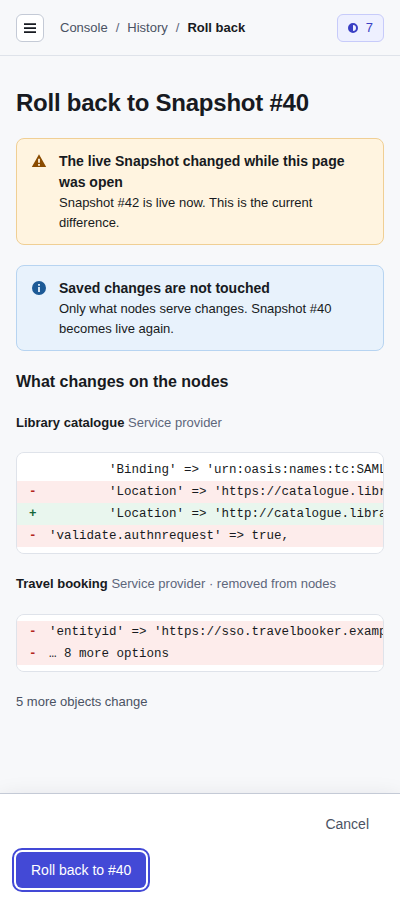 Console / History / Roll back
7
Roll back to Snapshot #40
The live Snapshot changed while this page
was open
Snapshot #42 is live now. This is the current
difference.
Saved changes are not touched
Only what nodes serve changes. Snapshot #40
becomes live again.
What changes on the nodes
Library catalogue Service provider
'Binding' => 'urn:oasis:names:tc:SAML
- 'Location' => 'https://catalogue.libr
+ 'Location' => 'http://catalogue.libra
- 'validate.authnrequest' => true,
Travel booking Service provider · removed from nodes
- 'entityid' => 'https://sso.travelbooker.examp
- … 8 more options
5 more objects change
Cancel
Roll back to #40